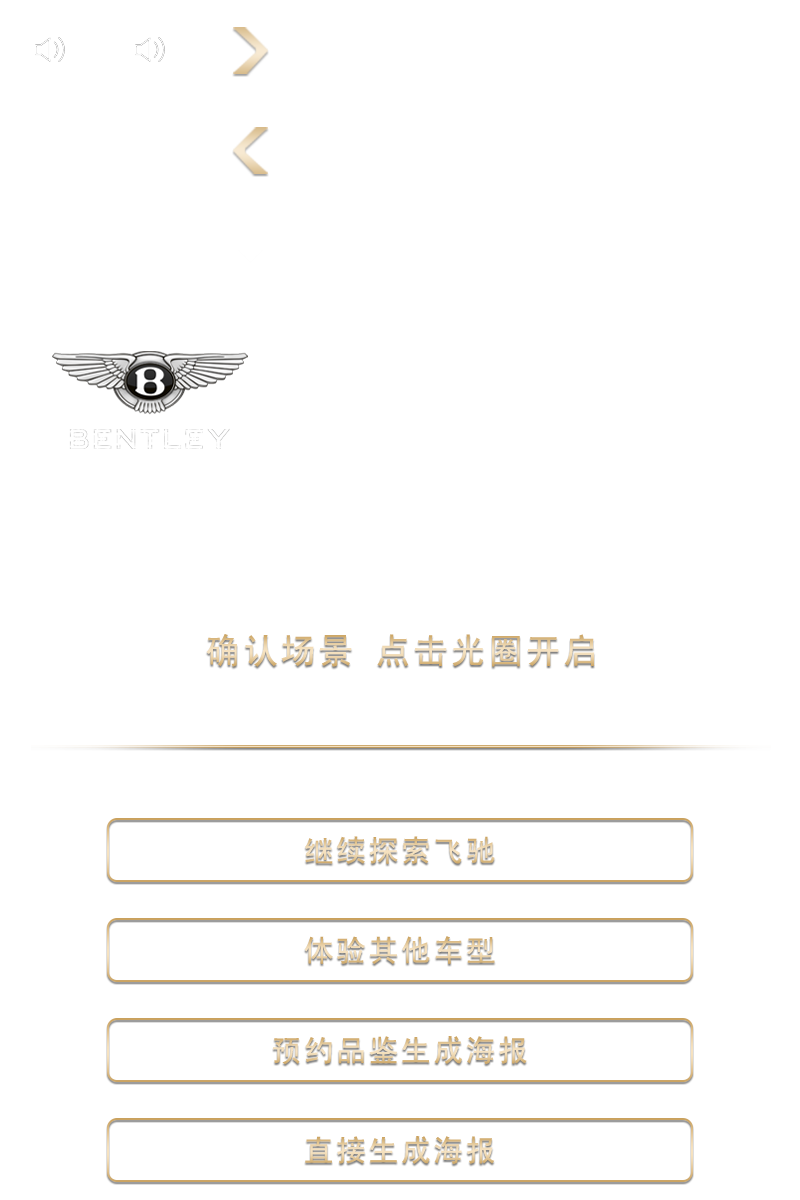 B
BENTLEY
确认场景 点击光圈开启
继续探索飞驰
体验其他车型
预约品鉴生成海报
直接生成海报